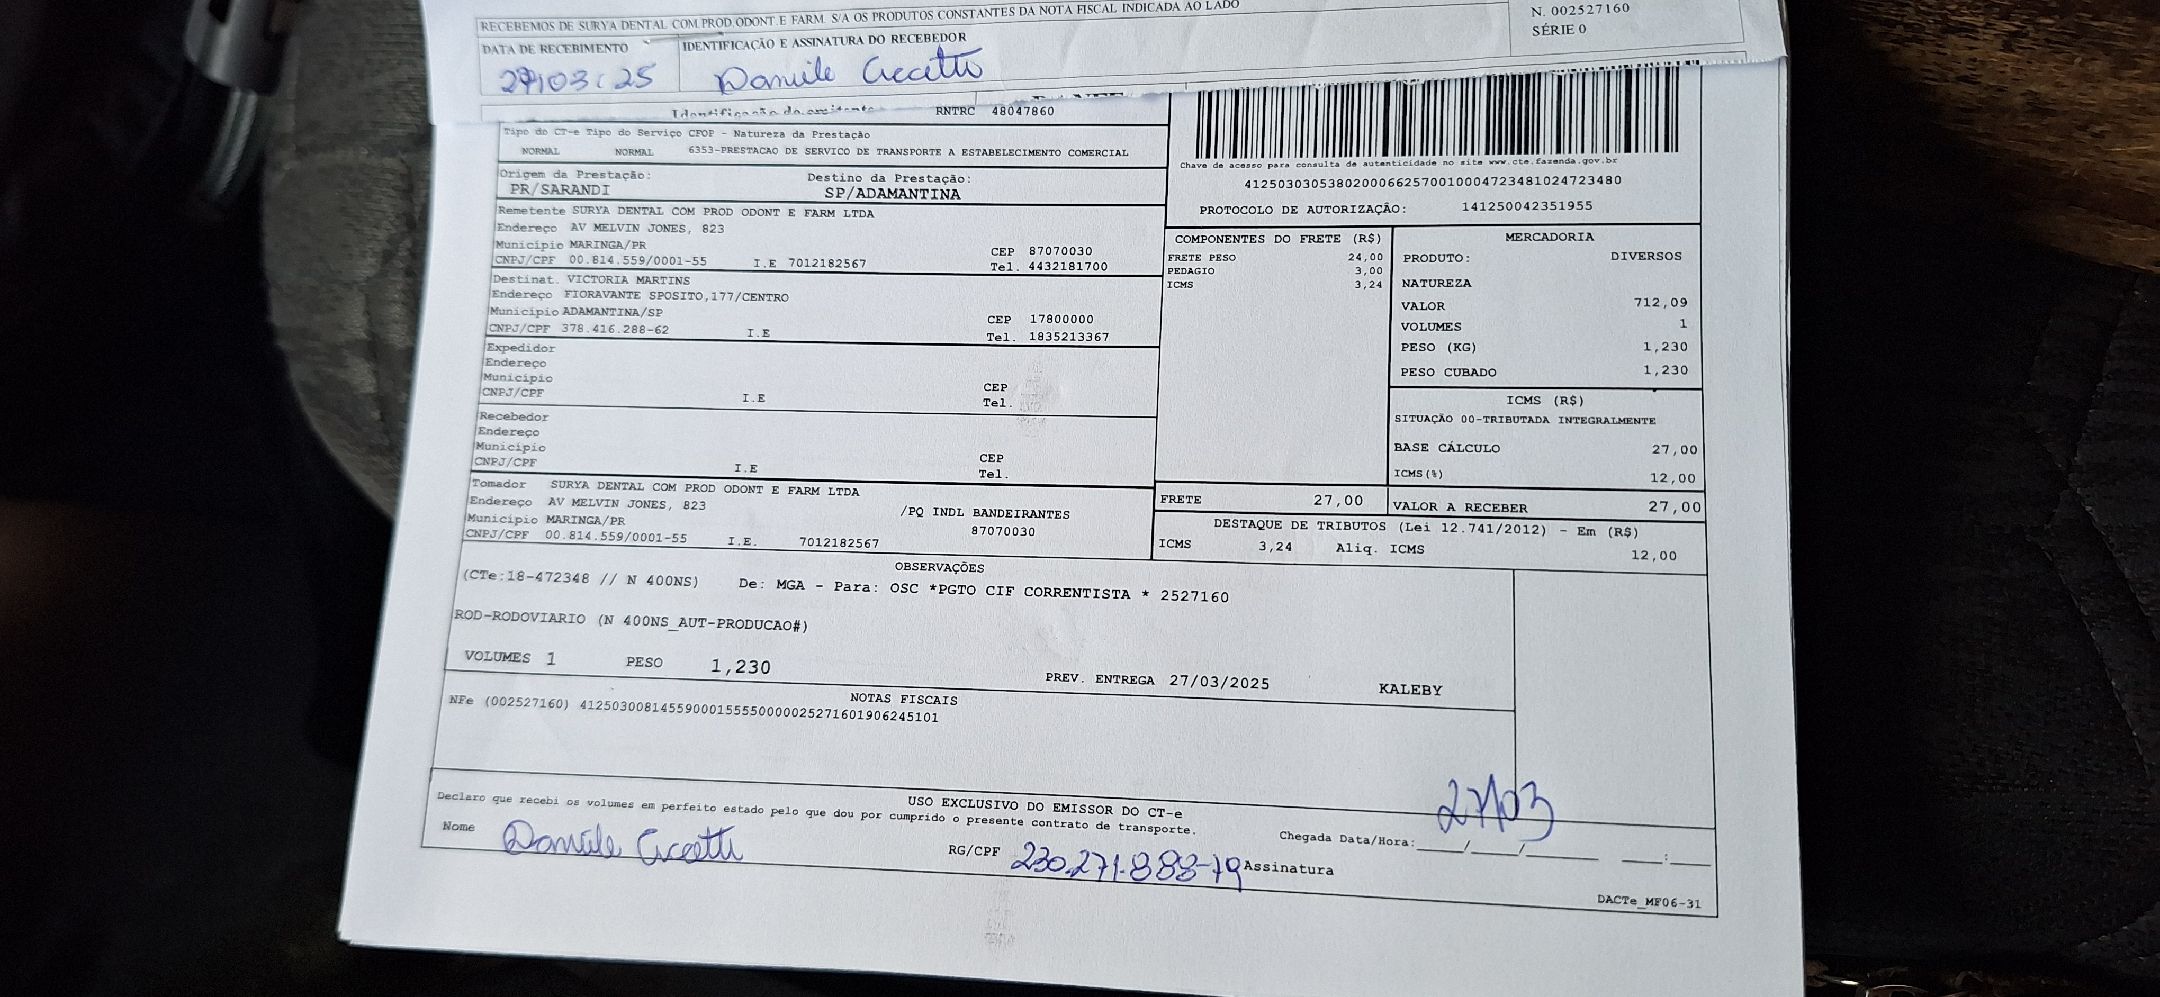 RECEBEMOS DE SURYA DENTAL COM.PROD.ODONT.E FARM. S/A OS PRODUTOS CONSTANTES DA NOTA FISCAL INDICADA AO LADO
N. 002527160
SÉRIE 0
DATA DE RECEBIMENTO
IDENTIFICAÇÃO E ASSINATURA DO RECEBEDOR
27/03/25
Identificação do emitente
RNTRC 48047860
Tipo do CT-e Tipo do Serviço CFOP - Natureza da Prestação
NORMAL NORMAL 6353-PRESTACAO DE SERVICO DE TRANSPORTE A ESTABELECIMENTO COMERCIAL
Origem da Prestação: Destino da Prestação:
PR/SARANDI SP/ADAMANTINA
Remetente SURYA DENTAL COM PROD ODONT E FARM LTDA
Endereço AV MELVIN JONES, 823
Município MARINGA/PR CEP 87070030
CNPJ/CPF 00.814.559/0001-55 I.E 7012182567 Tel. 4432181700
Destinat. VICTORIA MARTINS
Endereço FIORAVANTE SPOSITO,177/CENTRO
Município ADAMANTINA/SP CEP 17800000
CNPJ/CPF 378.416.288-62 I.E Tel. 1835213367
Expedidor
Endereço
Município CEP
CNPJ/CPF I.E Tel.
Recebedor
Endereço
Município CEP
CNPJ/CPF I.E Tel.
Tomador SURYA DENTAL COM PROD ODONT E FARM LTDA
Endereço AV MELVIN JONES, 823 /PQ INDL BANDEIRANTES
Município MARINGA/PR 87070030
CNPJ/CPF 00.814.559/0001-55 I.E. 7012182567
Chave de acesso para consulta de autenticidade no site www.cte.fazenda.gov.br
41250303053802000662570010004723481024723480
PROTOCOLO DE AUTORIZAÇÃO: 141250042351955
COMPONENTES DO FRETE (R$)
FRETE PESO 24,00
PEDAGIO 3,00
ICMS 3,24
MERCADORIA
PRODUTO: DIVERSOS
NATUREZA
VALOR 712,09
VOLUMES 1
PESO (KG) 1,230
PESO CUBADO 1,230
ICMS (R$)
SITUAÇÃO 00-TRIBUTADA INTEGRALMENTE
BASE CÁLCULO 27,00
ICMS(%) 12,00
FRETE 27,00 VALOR A RECEBER 27,00
DESTAQUE DE TRIBUTOS (Lei 12.741/2012) - Em (R$)
ICMS 3,24 Aliq. ICMS 12,00
OBSERVAÇÕES
(CTe:18-472348 // N 400NS) De: MGA - Para: OSC *PGTO CIF CORRENTISTA * 2527160
ROD-RODOVIARIO (N 400NS_AUT-PRODUCAO#)
VOLUMES 1 PESO 1,230 PREV. ENTREGA 27/03/2025 KALEBY
NOTAS FISCAIS
NFe (002527160) 41250300814559000155550000025271601906245101
USO EXCLUSIVO DO EMISSOR DO CT-e
Declaro que recebi os volumes em perfeito estado pelo que dou por cumprido o presente contrato de transporte.
27/03
Chegada Data/Hora:____/____/______ ____:____
Nome RG/CPF 230.271.888-79 Assinatura
DACTe_MF06-31